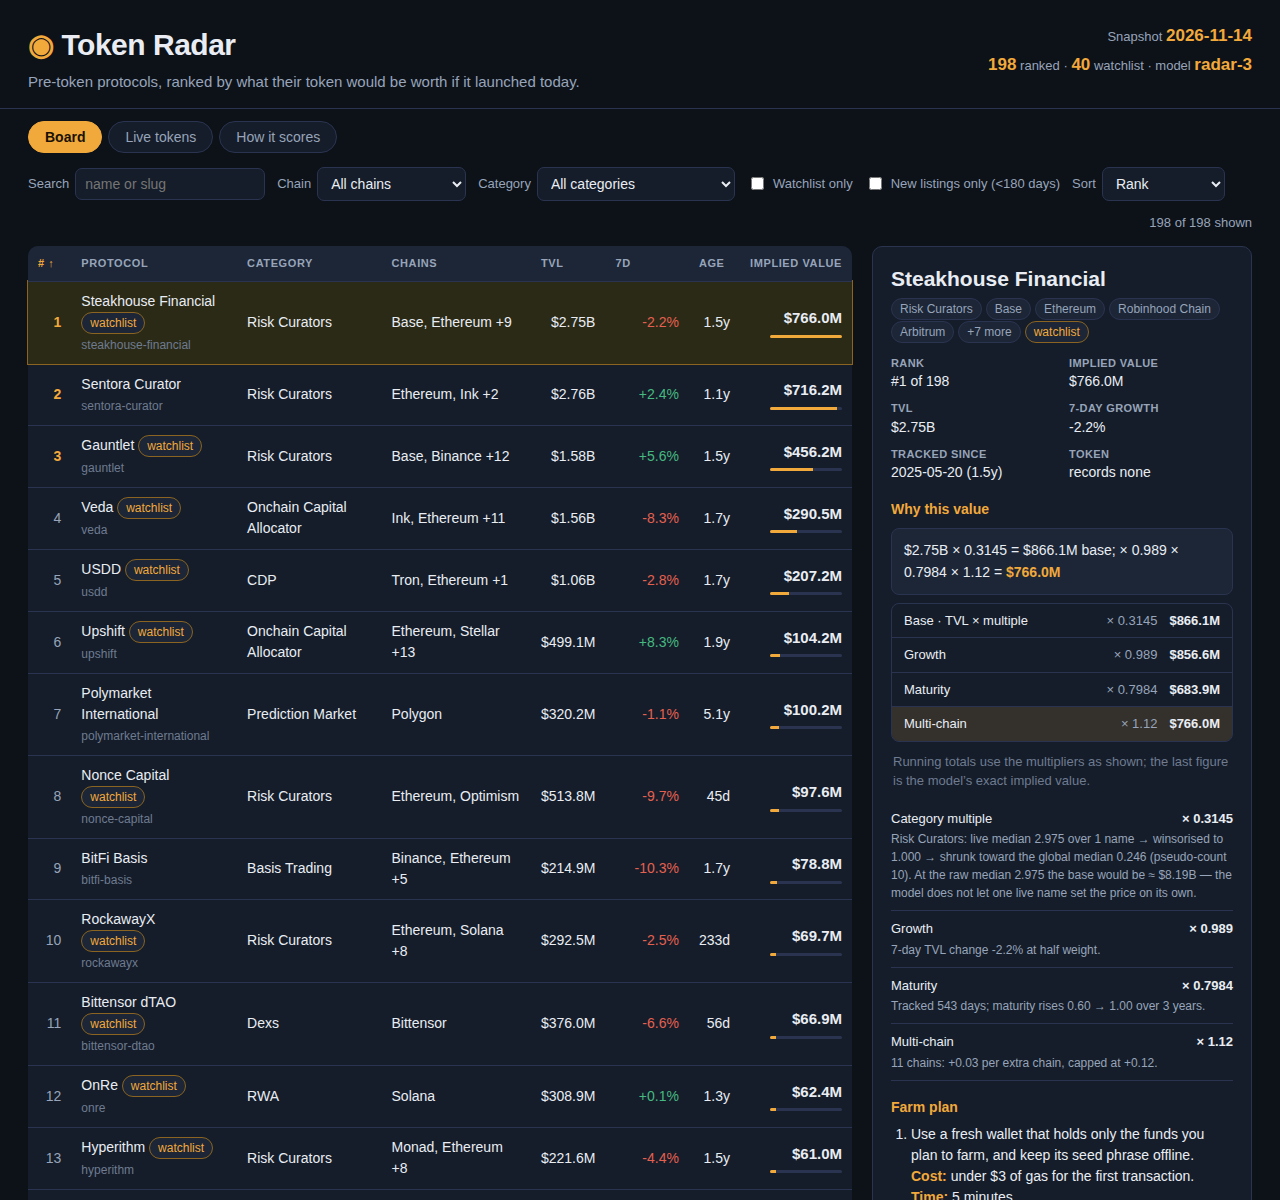 ◉ Token Radar
Pre-token protocols, ranked by what their token would be worth if it launched today.
Snapshot 2026-11-14
198 ranked · 40 watchlist · model radar-3
Board
Live tokens
How it scores
Search name or slug Chain All chains Category All categories Watchlist only New listings only (<180 days) Sort Rank
198 of 198 shown
# ↑ PROTOCOL CATEGORY CHAINS TVL 7D AGE IMPLIED VALUE
1 Steakhouse Financial watchlist steakhouse-financial Risk Curators Base, Ethereum +9 $2.75B -2.2% 1.5y $766.0M
2 Sentora Curator sentora-curator Risk Curators Ethereum, Ink +2 $2.76B +2.4% 1.1y $716.2M
3 Gauntlet watchlist gauntlet Risk Curators Base, Binance +12 $1.58B +5.6% 1.5y $456.2M
4 Veda watchlist veda Onchain Capital Allocator Ink, Ethereum +11 $1.56B -8.3% 1.7y $290.5M
5 USDD watchlist usdd CDP Tron, Ethereum +1 $1.06B -2.8% 1.7y $207.2M
6 Upshift watchlist upshift Onchain Capital Allocator Ethereum, Stellar +13 $499.1M +8.3% 1.9y $104.2M
7 Polymarket International polymarket-international Prediction Market Polygon $320.2M -1.1% 5.1y $100.2M
8 Nonce Capital watchlist nonce-capital Risk Curators Ethereum, Optimism $513.8M -9.7% 45d $97.6M
9 BitFi Basis bitfi-basis Basis Trading Binance, Ethereum +5 $214.9M -10.3% 1.7y $78.8M
10 RockawayX watchlist rockawayx Risk Curators Ethereum, Solana +8 $292.5M -2.5% 233d $69.7M
11 Bittensor dTAO watchlist bittensor-dtao Dexs Bittensor $376.0M -6.6% 56d $66.9M
12 OnRe watchlist onre RWA Solana $308.9M +0.1% 1.3y $62.4M
13 Hyperithm watchlist hyperithm Risk Curators Monad, Ethereum +8 $221.6M -4.4% 1.5y $61.0M
Steakhouse Financial
Risk Curators Base Ethereum Robinhood Chain
Arbitrum +7 more watchlist
RANK IMPLIED VALUE
#1 of 198 $766.0M
TVL 7-DAY GROWTH
$2.75B -2.2%
TRACKED SINCE TOKEN
2025-05-20 (1.5y) records none
Why this value
$2.75B × 0.3145 = $866.1M base; × 0.989 ×
0.7984 × 1.12 = $766.0M
Base · TVL × multiple × 0.3145 $866.1M
Growth × 0.989 $856.6M
Maturity × 0.7984 $683.9M
Multi-chain × 1.12 $766.0M
Running totals use the multipliers as shown; the last figure
is the model's exact implied value.
Category multiple × 0.3145
Risk Curators: live median 2.975 over 1 name → winsorised to
1.000 → shrunk toward the global median 0.246 (pseudo-count
10). At the raw median 2.975 the base would be ≈ $8.19B — the
model does not let one live name set the price on its own.
Growth × 0.989
7-day TVL change -2.2% at half weight.
Maturity × 0.7984
Tracked 543 days; maturity rises 0.60 → 1.00 over 3 years.
Multi-chain × 1.12
11 chains: +0.03 per extra chain, capped at +0.12.
Farm plan
1. Use a fresh wallet that holds only the funds you
plan to farm, and keep its seed phrase offline.
Cost: under $3 of gas for the first transaction.
Time: 5 minutes